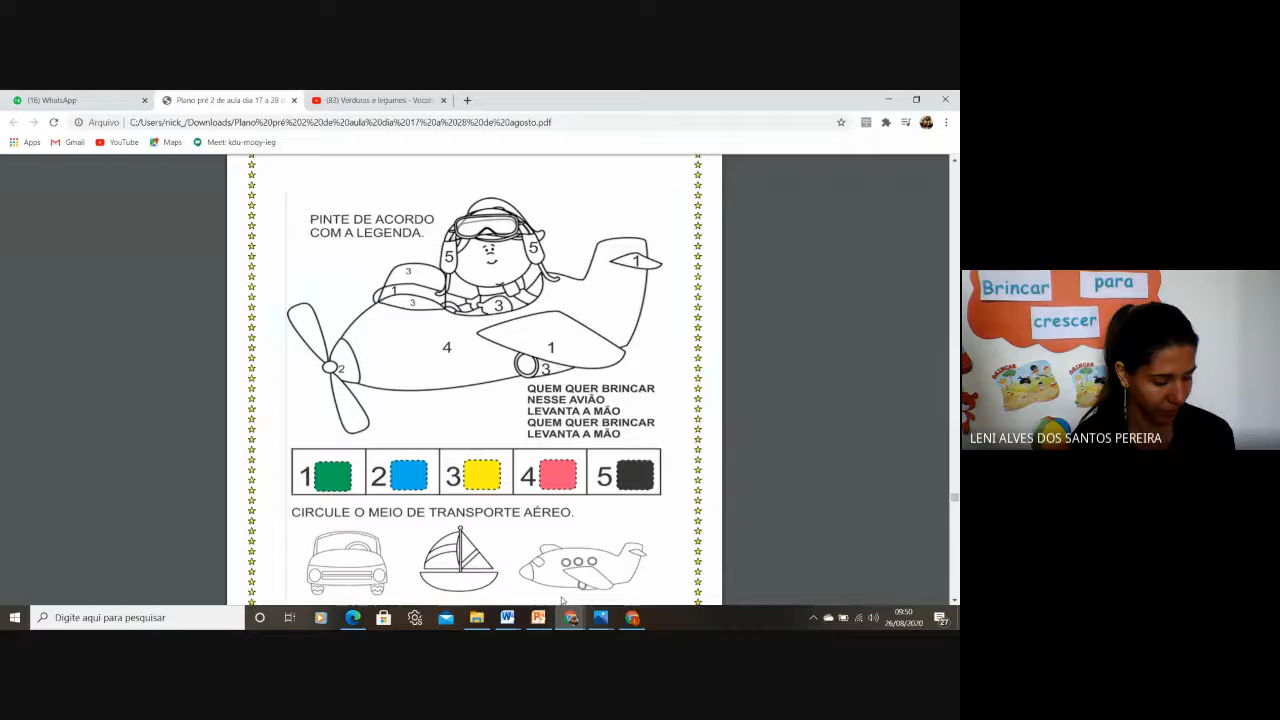 (16) WhatsApp
Plano pré 2 de aula dia 17 a 28 d
(83) Verduras e legumes - Vocal
Arquivo
C:/Users/nick_/Downloads/Plano%20pré%202%20de%20aula%20dia%2017%20a%2028%20de%20agosto.pdf
Apps
Gmail
YouTube
Maps
Meet: kdu-moqy-ieg
PINTE DE ACORDO
COM A LEGENDA.
5
5
3
1
3
3
1
4
1
2
3
QUEM QUER BRINCAR
NESSE AVIÃO
LEVANTA A MÃO
QUEM QUER BRINCAR
LEVANTA A MÃO
1 2 3 4 5
CIRCULE O MEIO DE TRANSPORTE AÉREO.
Brincar
para
crescer
BRINCAR
LENI ALVES DOS SANTOS PEREIRA
Digite aqui para pesquisar
09:50
26/08/2020
27